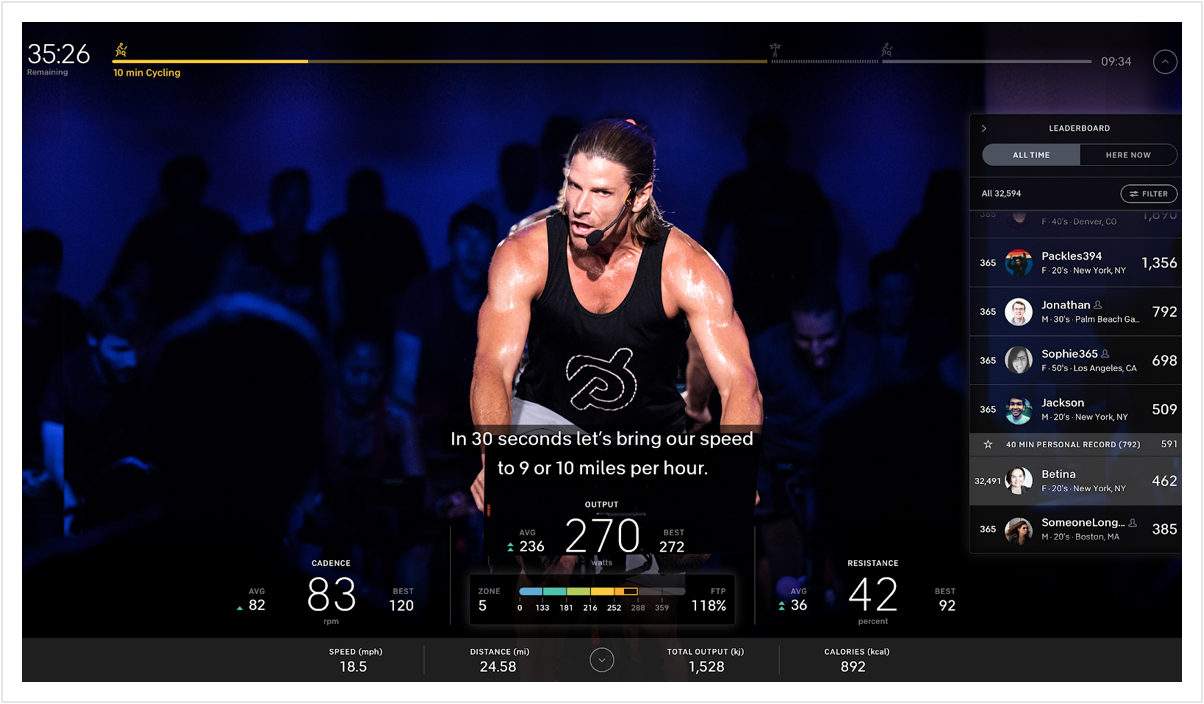 35:26
Remaining
10 min Cycling
09:34
LEADERBOARD
ALL TIME
HERE NOW
All 32,594
FILTER
365 1,890
F · 40's · Denver, CO
365 Packles394 1,356
F · 20's · New York, NY
365 Jonathan 792
M · 30's · Palm Beach Ga...
365 Sophie365 698
F · 50's · Los Angeles, CA
365 Jackson 509
M · 20's · New York, NY
40 MIN PERSONAL RECORD (792) 591
32,491 Betina 462
F · 20's · New York, NY
365 SomeoneLong... 385
M · 20's · Boston, MA
In 30 seconds let's bring our speed
to 9 or 10 miles per hour.
OUTPUT
AVG 236
270
watts
BEST 272
CADENCE
AVG 82
83
rpm
BEST 120
ZONE 5
0 133 181 216 252 288 359
FTP 118%
RESISTANCE
AVG 36
42
percent
BEST 92
SPEED (mph)
18.5
DISTANCE (mi)
24.58
TOTAL OUTPUT (kj)
1,528
CALORIES (kcal)
892